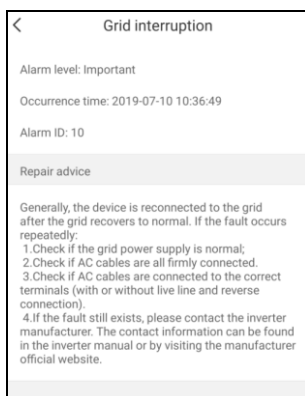 Grid interruption
Alarm level: Important
Occurrence time: 2019-07-10 10:36:49
Alarm ID: 10
Repair advice
Generally, the device is reconnected to the grid
after the grid recovers to normal. If the fault occurs
repeatedly:
1.Check if the grid power supply is normal;
2.Check if AC cables are all firmly connected.
3.Check if AC cables are connected to the correct
terminals (with or without live line and reverse
connection).
4.If the fault still exists, please contact the inverter
manufacturer. The contact information can be found
in the inverter manual or by visiting the manufacturer
official website.